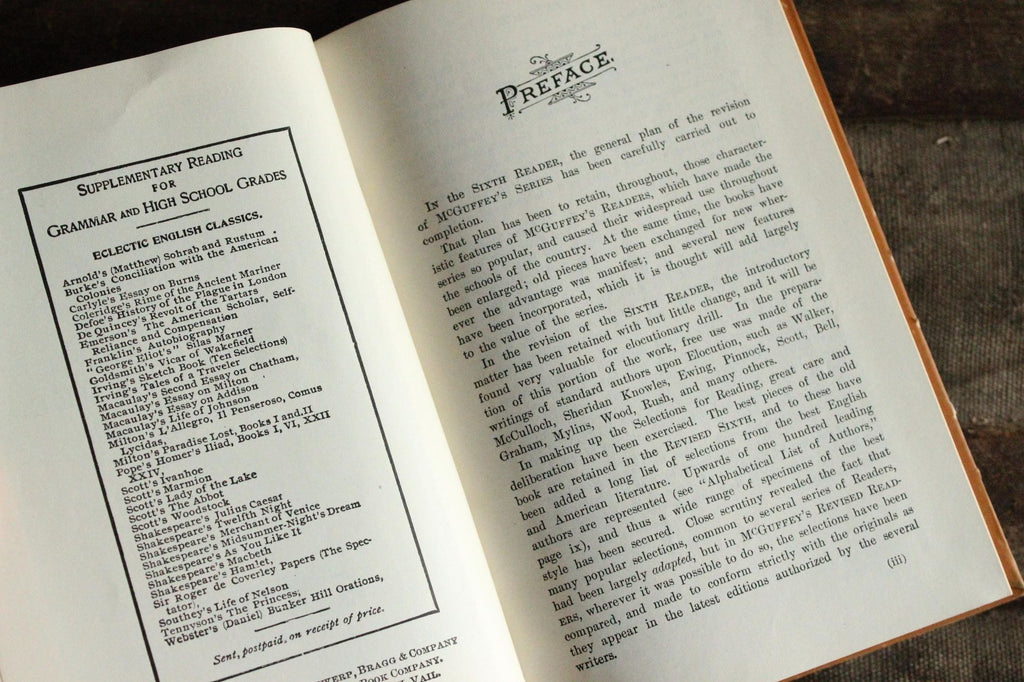 SUPPLEMENTARY READING
FOR
GRAMMAR AND HIGH SCHOOL GRADES
ECLECTIC ENGLISH CLASSICS.
Arnold's (Matthew) Sohrab and Rustum
Burke's Conciliation with the American
Colonies
Carlyle's Essay on Burns
Coleridge's Rime of the Ancient Mariner
Defoe's History of the Plague in London
De Quincey's Revolt of the Tartars
Emerson's The American Scholar, Self-
Reliance and Compensation
Franklin's Autobiography
"George Eliot's" Silas Marner
Goldsmith's Vicar of Wakefield
Irving's Sketch Book (Ten Selections)
Irving's Tales of a Traveler
Macaulay's Second Essay on Chatham,
Macaulay's Essay on Milton
Macaulay's Essay on Addison
Macaulay's Life of Johnson
Milton's L'Allegro, Il Penseroso, Comus
Lycidas,
Milton's Paradise Lost, Books I and II
Pope's Homer's Iliad, Books I, VI, XXII
XXIV,
Scott's Ivanhoe
Scott's Marmion
Scott's Lady of the Lake
Scott's The Abbot
Scott's Woodstock
Shakespeare's Julius Caesar
Shakespeare's Twelfth Night
Shakespeare's Merchant of Venice
Shakespeare's Midsummer-Night's Dream
Shakespeare's As You Like It
Shakespeare's Macbeth
Shakespeare's Hamlet,
Sir Roger de Coverley Papers (The Spec-
tator),
Southey's Life of Nelson
Tennyson's The Princess;
Webster's (Daniel) Bunker Hill Orations,
Sent, postpaid, on receipt of price.
WERP, BRAGG & COMPANY
OOK COMPANY.
VAIL.
PREFACE.
In the SIXTH READER, the general plan of the revision
of MCGUFFEY'S SERIES has been carefully carried out to
completion.
That plan has been to retain, throughout, those character-
istic features of MCGUFFEY'S READERS, which have made the
series so popular, and caused their widespread use throughout
the schools of the country. At the same time, the books have
been enlarged; old pieces have been exchanged for new wher-
ever the advantage was manifest; and several new features
have been incorporated, which it is thought will add largely
to the value of the series.
In the revision of the SIXTH READER, the introductory
matter has been retained with but little change, and it will be
found very valuable for elocutionary drill. In the prepara-
tion of this portion of the work, free use was made of the
writings of standard authors upon Elocution, such as Walker,
McCulloch, Sheridan Knowles, Ewing, Pinnock, Scott, Bell,
Graham, Mylins, Wood, Rush, and many others.
In making up the Selections for Reading, great care and
deliberation have been exercised. The best pieces of the old
book are retained in the REVISED SIXTH, and to these have
been added a long list of selections from the best English
and American literature. Upwards of one hundred leading
authors are represented (see "Alphabetical List of Authors,"
page ix), and thus a wide range of specimens of the best
style has been secured. Close scrutiny revealed the fact that
many popular selections, common to several series of Readers,
had been largely adapted, but in MCGUFFEY'S REVISED READ-
ERS, wherever it was possible to do so, the selections have been
compared, and made to conform strictly with the originals as
they appear in the latest editions authorized by the several
writers.
(iii)